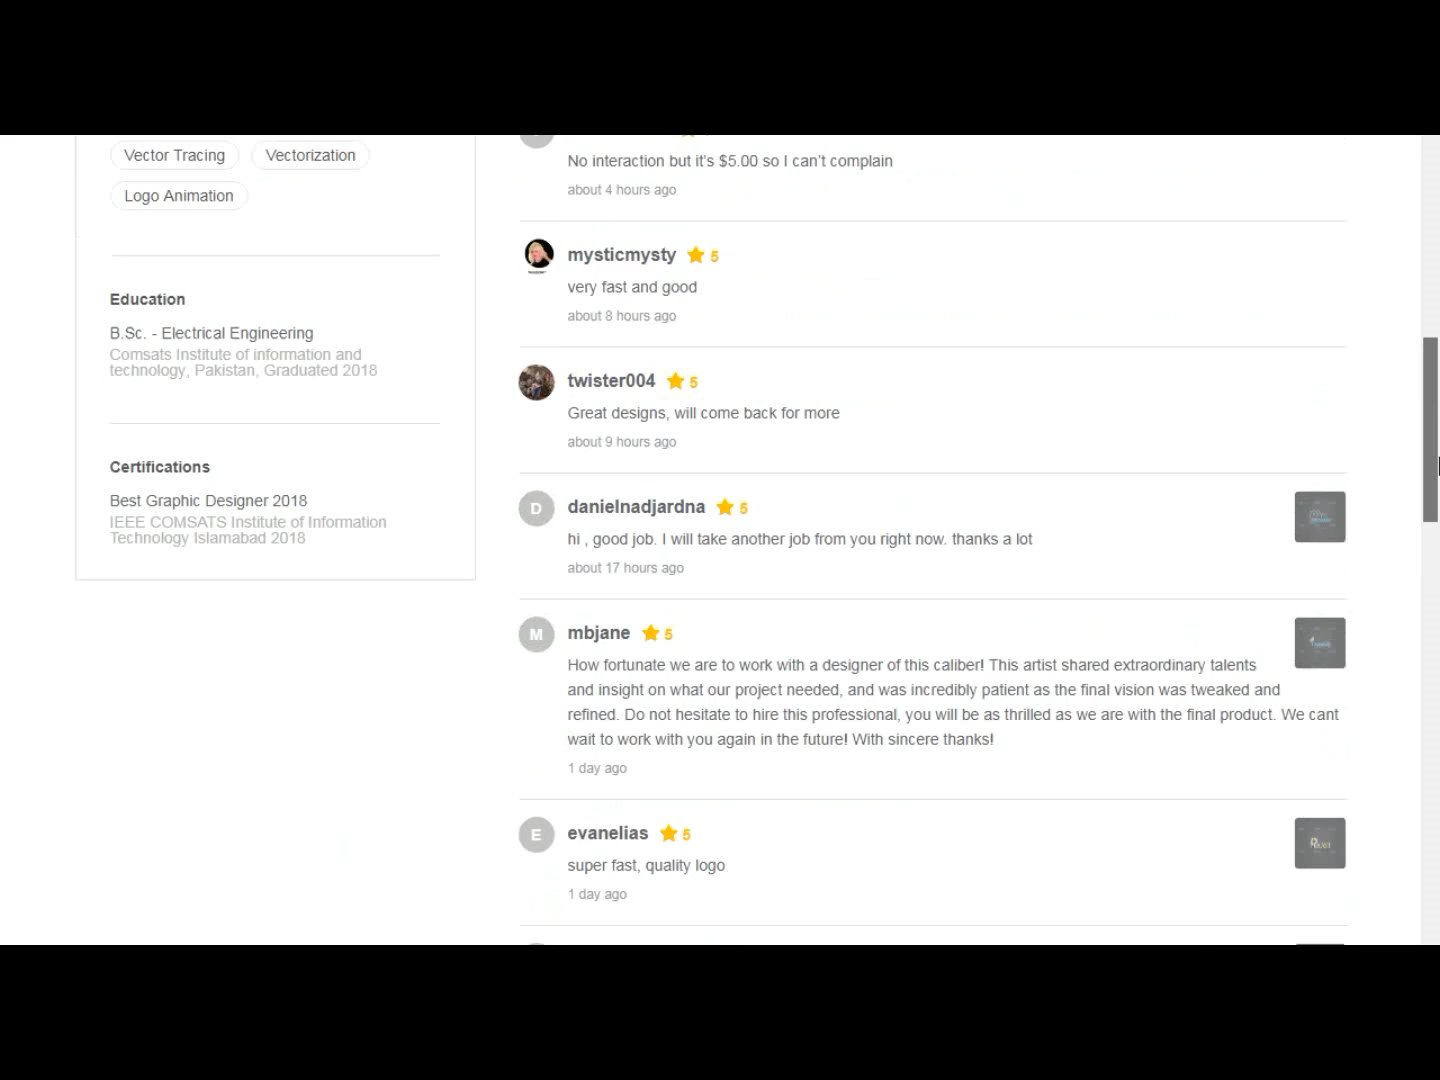 Vector Tracing
Vectorization
Logo Animation
Education
B.Sc. - Electrical Engineering
Comsats Institute of information and
technology, Pakistan, Graduated 2018
Certifications
Best Graphic Designer 2018
IEEE COMSATS Institute of Information
Technology Islamabad 2018
No interaction but it's $5.00 so I can't complain
about 4 hours ago
mysticmysty 5
very fast and good
about 8 hours ago
twister004 5
Great designs, will come back for more
about 9 hours ago
D danielnadjardna 5
hi , good job. I will take another job from you right now. thanks a lot
about 17 hours ago
M mbjane 5
How fortunate we are to work with a designer of this caliber! This artist shared extraordinary talents
and insight on what our project needed, and was incredibly patient as the final vision was tweaked and
refined. Do not hesitate to hire this professional, you will be as thrilled as we are with the final product. We cant
wait to work with you again in the future! With sincere thanks!
1 day ago
E evanelias 5
super fast, quality logo
1 day ago